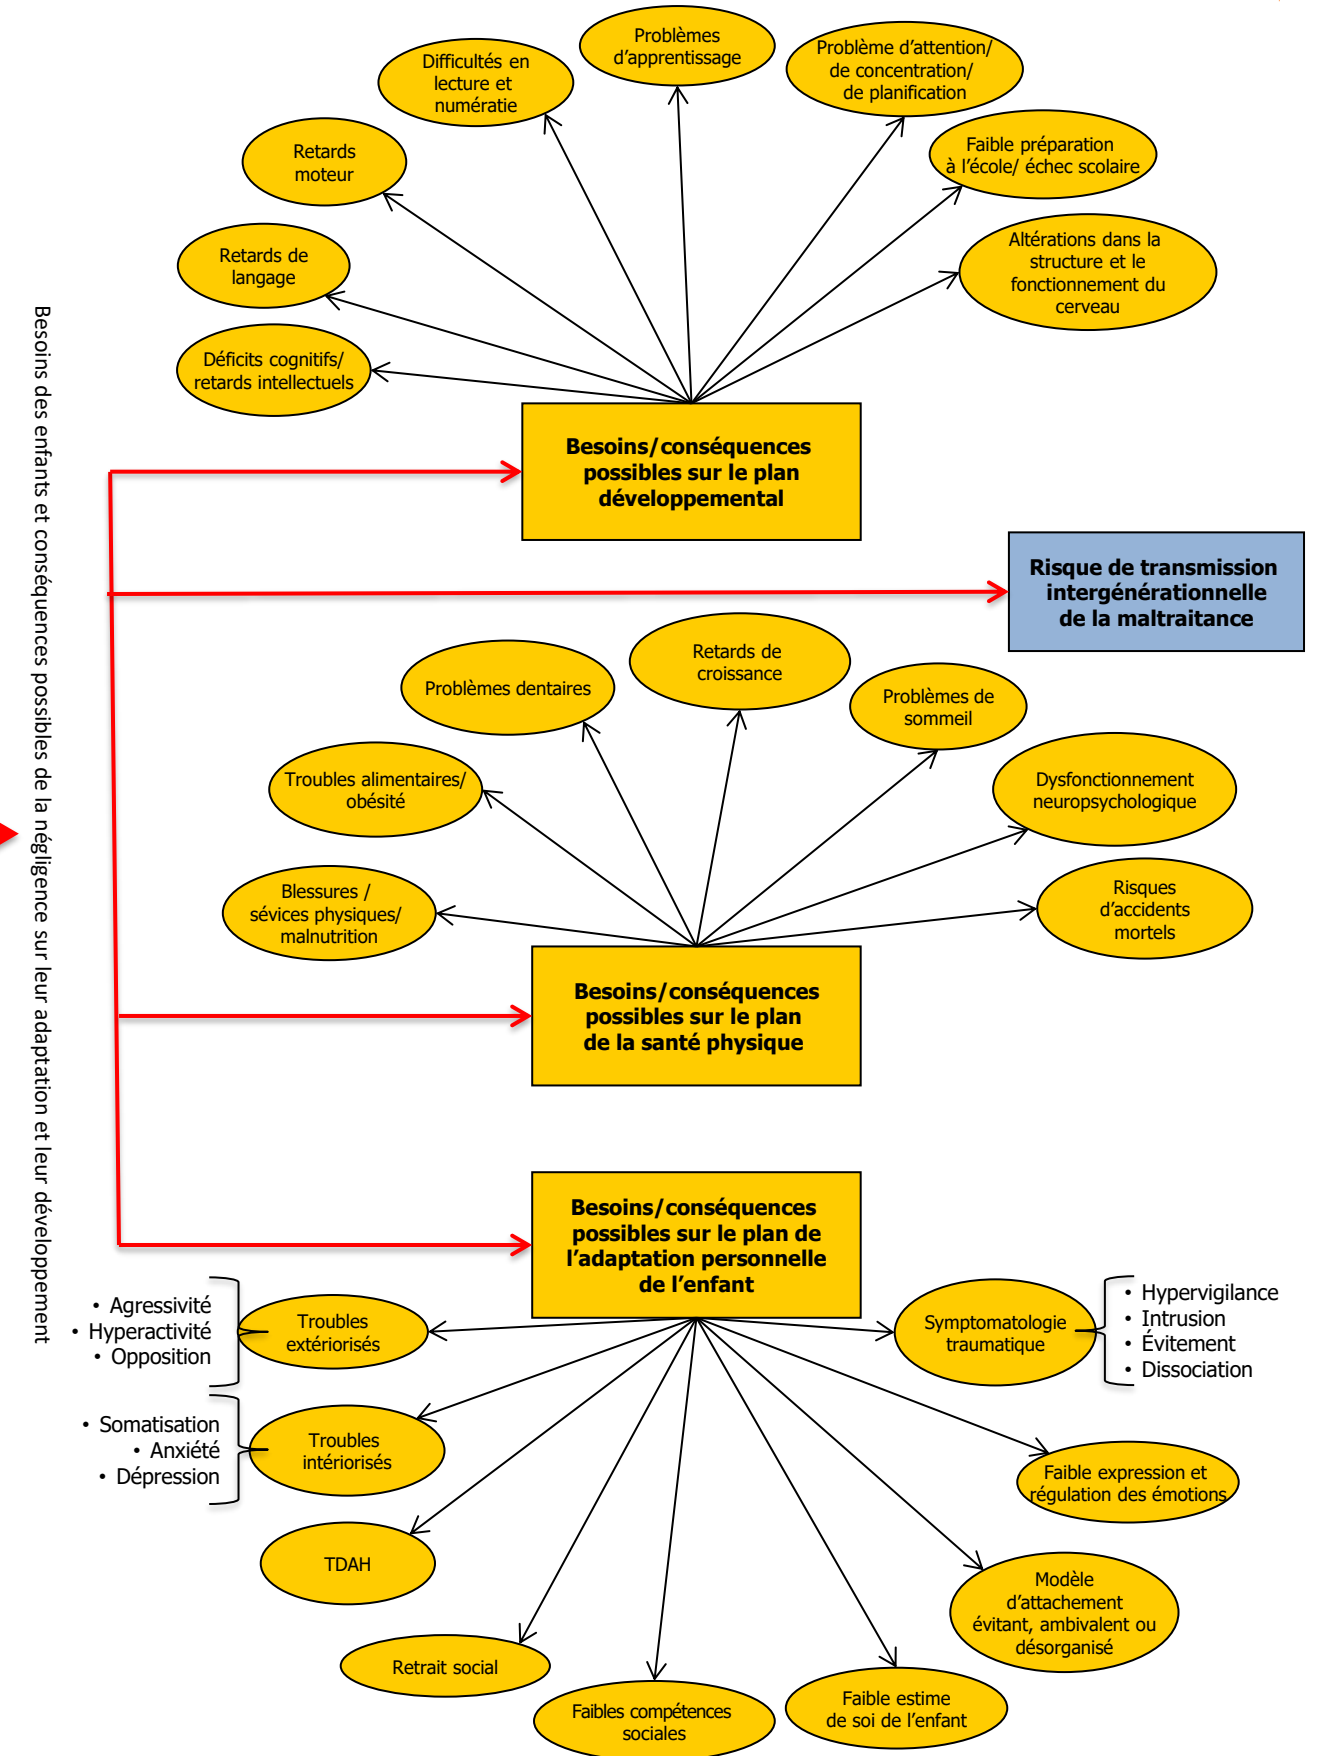 Problèmes
d'apprentissage
Difficultés en
lecture et
numératie
Problème d'attention/
de concentration/
de planification
Retards
moteur
Faible préparation
à l'école/ échec scolaire
Retards de
langage
Altérations dans la
structure et le
fonctionnement du
cerveau
Déficits cognitifs/
retards intellectuels
Besoins/conséquences
possibles sur le plan
développemental
Besoins des enfants et conséquences possibles de la négligence sur leur adaptation et leur développement
Risque de transmission
intergénérationnelle
de la maltraitance
Problèmes dentaires
Retards de
croissance
Problèmes de
sommeil
Troubles alimentaires/
obésité
Dysfonctionnement
neuropsychologique
Blessures /
sévices physiques/
malnutrition
Risques
d'accidents
mortels
Besoins/conséquences
possibles sur le plan
de la santé physique
Besoins/conséquences
possibles sur le plan de
l'adaptation personnelle
de l'enfant
• Agressivité
• Hyperactivité
• Opposition
Troubles
extériorisés
Symptomatologie
traumatique
• Hypervigilance
• Intrusion
• Évitement
• Dissociation
• Somatisation
• Anxiété
• Dépression
Troubles
intériorisés
Faible expression et
régulation des émotions
TDAH
Modèle
d'attachement
évitant, ambivalent ou
désorganisé
Retrait social
Faibles compétences
sociales
Faible estime
de soi de l'enfant